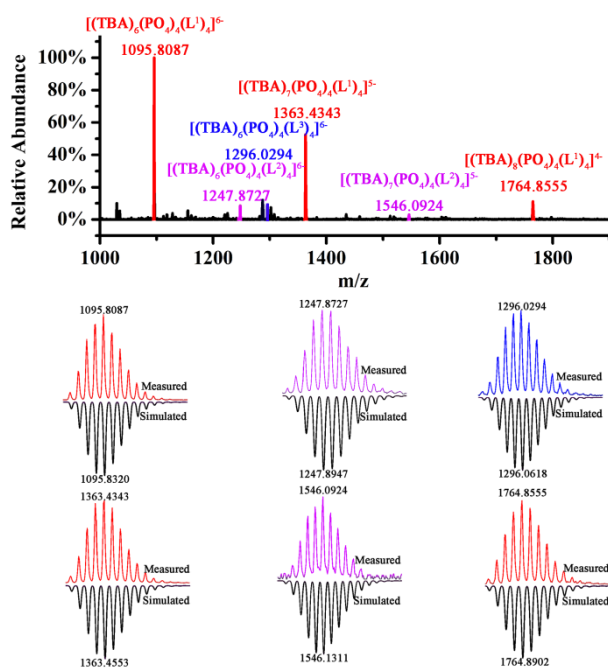 [(TBA)₆(PO₄)₄(L¹)₄]⁶⁻
1095.8087
100%
[(TBA)₇(PO₄)₄(L¹)₄]⁵⁻
1363.4343
80%
60%
[(TBA)₆(PO₄)₄(L³)₄]⁶⁻
1296.0294
40%
[(TBA)₆(PO₄)₄(L²)₄]⁶⁻
1247.8727
[(TBA)₇(PO₄)₄(L²)₄]⁵⁻
1546.0924
[(TBA)₈(PO₄)₄(L¹)₄]⁴⁻
1764.8555
20%
0%
Relative Abundance
1000 1200 1400 1600 1800
m/z
1095.8087 1247.8727 1296.0294
Measured Measured Measured
Simulated Simulated Simulated
1095.8320 1247.8947 1296.0618
1363.4343 1546.0924 1764.8555
Measured Measured Measured
Simulated Simulated Simulated
1363.4553 1546.1311 1764.8902